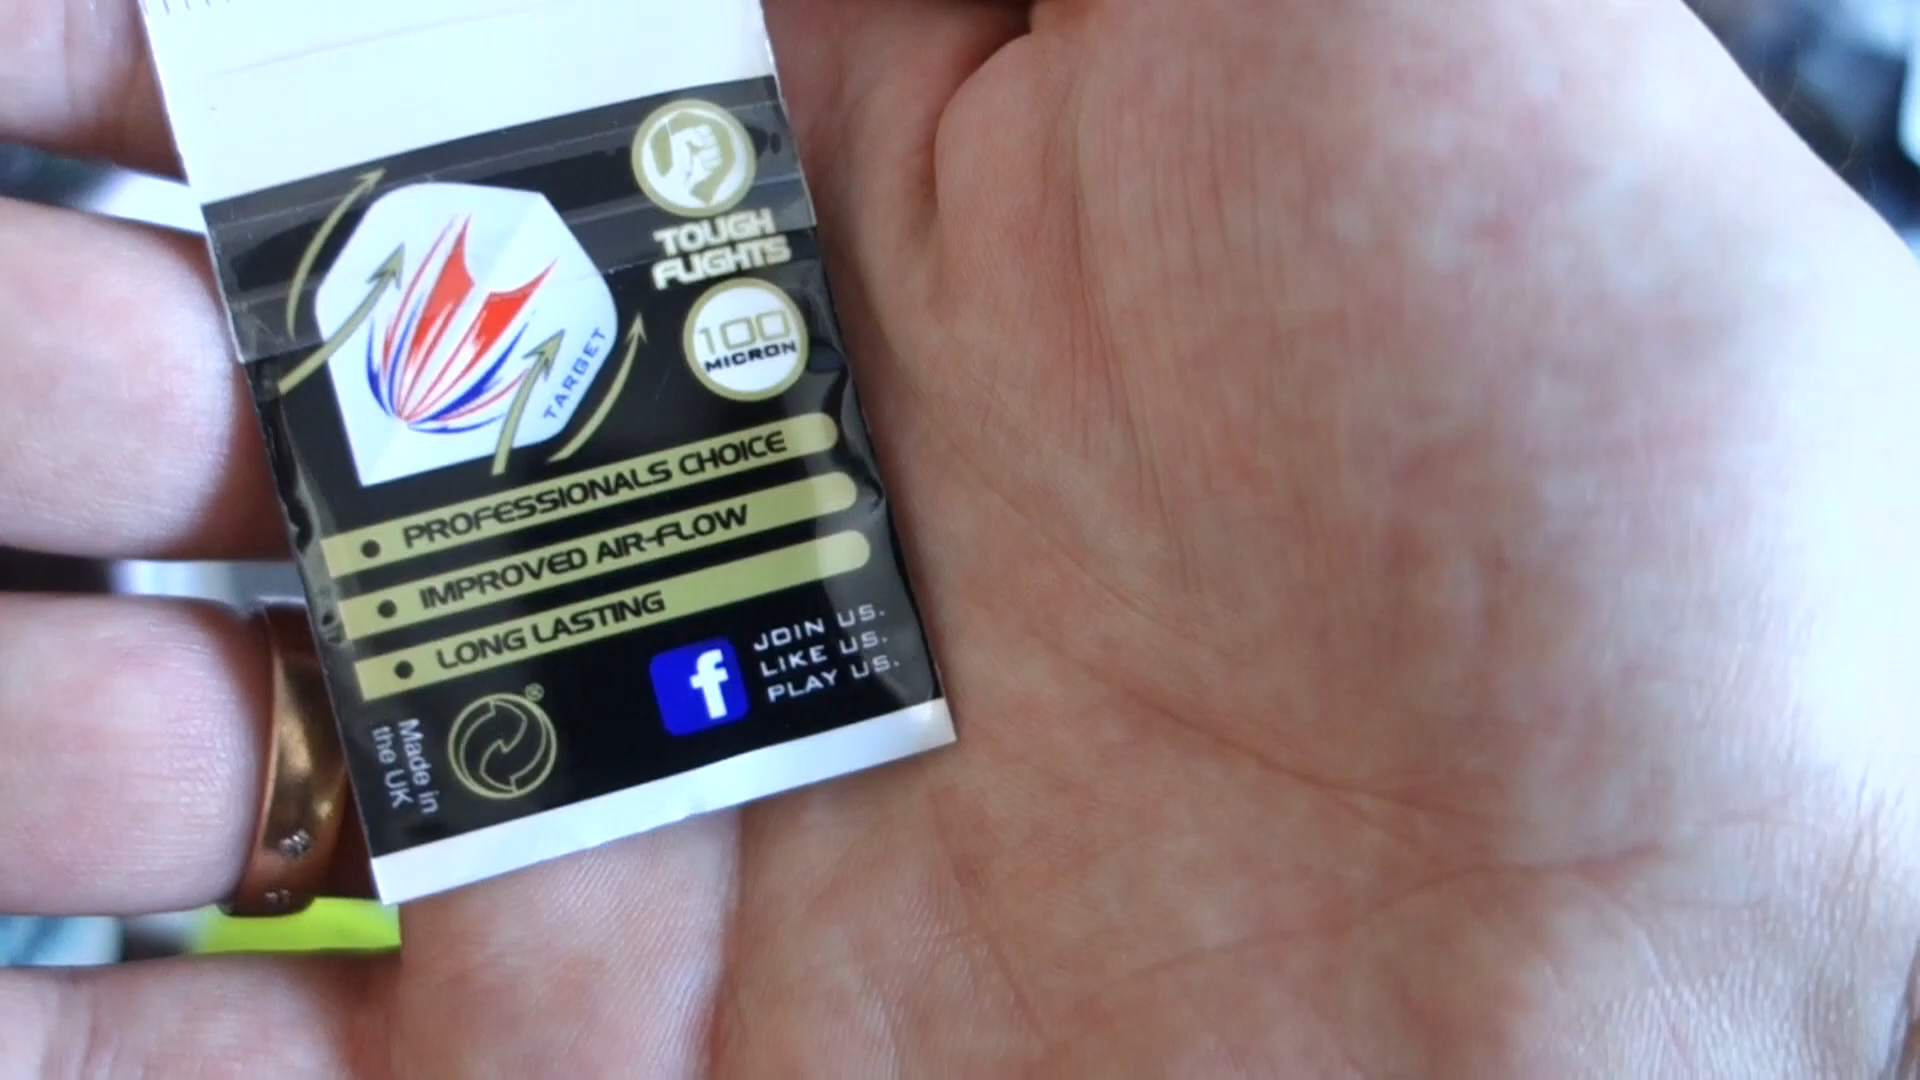 TOUGH
FLIGHTS
100
MICRON
TARGET
• PROFESSIONALS CHOICE
• IMPROVED AIR-FLOW
• LONG LASTING
f
JOIN US.
LIKE US.
PLAY US.
®
Made in
the UK